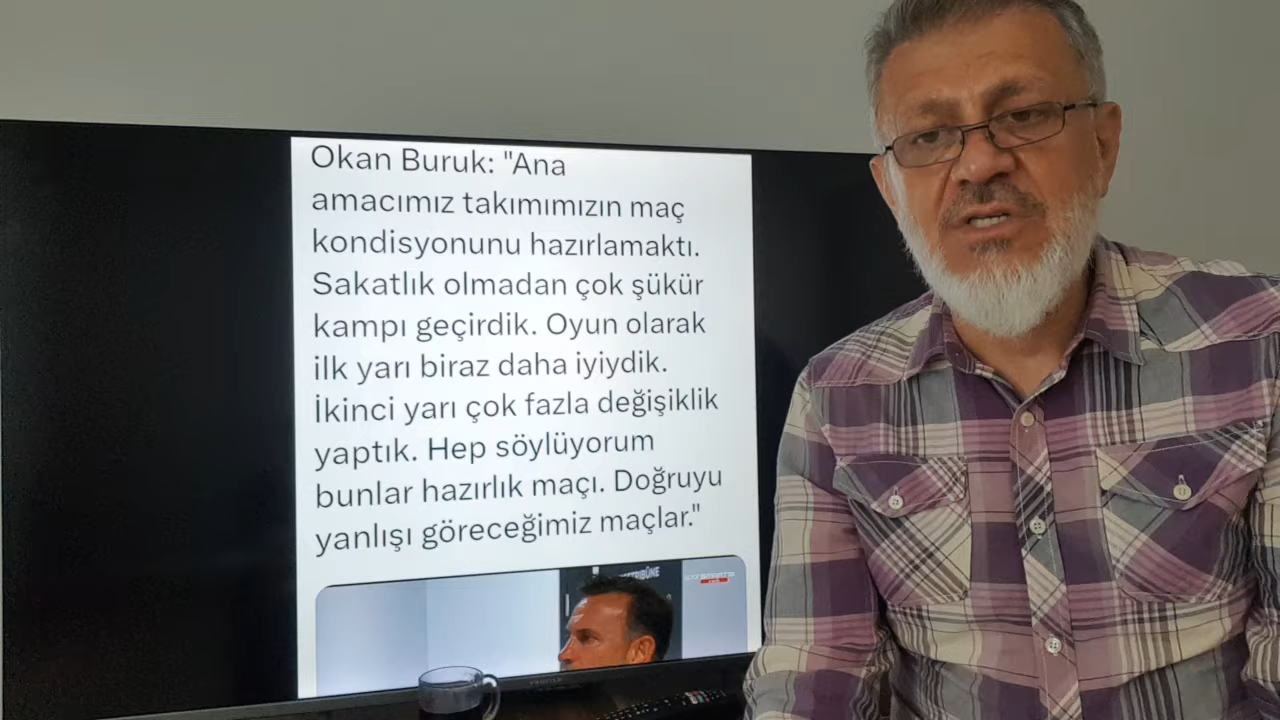 Okan Buruk: "Ana
amacımız takımımızın maç
kondisyonunu hazırlamaktı.
Sakatlık olmadan çok şükür
kampı geçirdik. Oyun olarak
ilk yarı biraz daha iyiydik.
İkinci yarı çok fazla değişiklik
yaptık. Hep söylüyorum
bunlar hazırlık maçı. Doğruyu
yanlışı göreceğimiz maçlar."